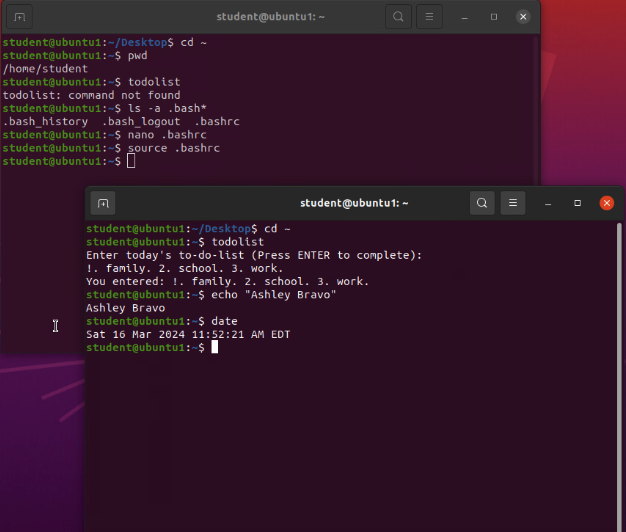 student@ubuntu1: ~
student@ubuntu1:~/Desktop$ cd ~
student@ubuntu1:~$ pwd
/home/student
student@ubuntu1:~$ todolist
todolist: command not found
student@ubuntu1:~$ ls -a .bash*
.bash_history  .bash_logout  .bashrc
student@ubuntu1:~$ nano .bashrc
student@ubuntu1:~$ source .bashrc
student@ubuntu1:~$
student@ubuntu1: ~
student@ubuntu1:~/Desktop$ cd ~
student@ubuntu1:~$ todolist
Enter today's to-do-list (Press ENTER to complete):
!. family. 2. school. 3. work.
You entered: !. family. 2. school. 3. work.
student@ubuntu1:~$ echo "Ashley Bravo"
Ashley Bravo
student@ubuntu1:~$ date
Sat 16 Mar 2024 11:52:21 AM EDT
student@ubuntu1:~$